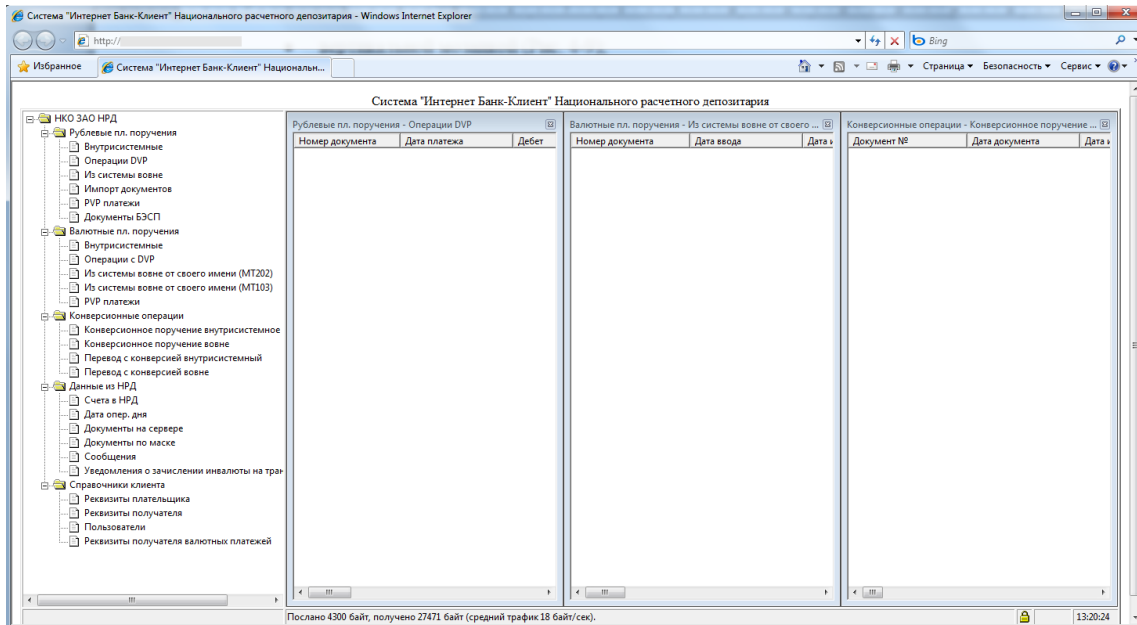 Система "Интернет Банк-Клиент" Национального расчетного депозитария - Windows Internet Explorer
http://
Bing
Избранное
Система "Интернет Банк-Клиент" Национальн...
Страница
Безопасность
Сервис
Система "Интернет Банк-Клиент" Национального расчетного депозитария
НКО ЗАО НРД
Рублевые пл. поручения
Внутрисистемные
Операции DVP
Из системы вовне
Импорт документов
PVP платежи
Документы БЭСП
Валютные пл. поручения
Внутрисистемные
Операции с DVP
Из системы вовне от своего имени (МТ202)
Из системы вовне от своего имени (МТ103)
PVP платежи
Конверсионные операции
Конверсионное поручение внутрисистемное
Конверсионное поручение вовне
Перевод с конверсией внутрисистемный
Перевод с конверсией вовне
Данные из НРД
Счета в НРД
Дата опер. дня
Документы на сервере
Документы по маске
Сообщения
Уведомления о зачислении инвалюты на тран
Справочники клиента
Реквизиты плательщика
Реквизиты получателя
Пользователи
Реквизиты получателя валютных платежей
Рублевые пл. поручения - Операции DVP
Номер документа Дата платежа Дебет
Валютные пл. поручения - Из системы вовне от своего ...
Номер документа Дата ввода Дата и
Конверсионные операции - Конверсионное поручение ...
Документ № Дата документа Дата и
Послано 4300 байт, получено 27471 байт (средний трафик 18 байт/сек).
13:20:24